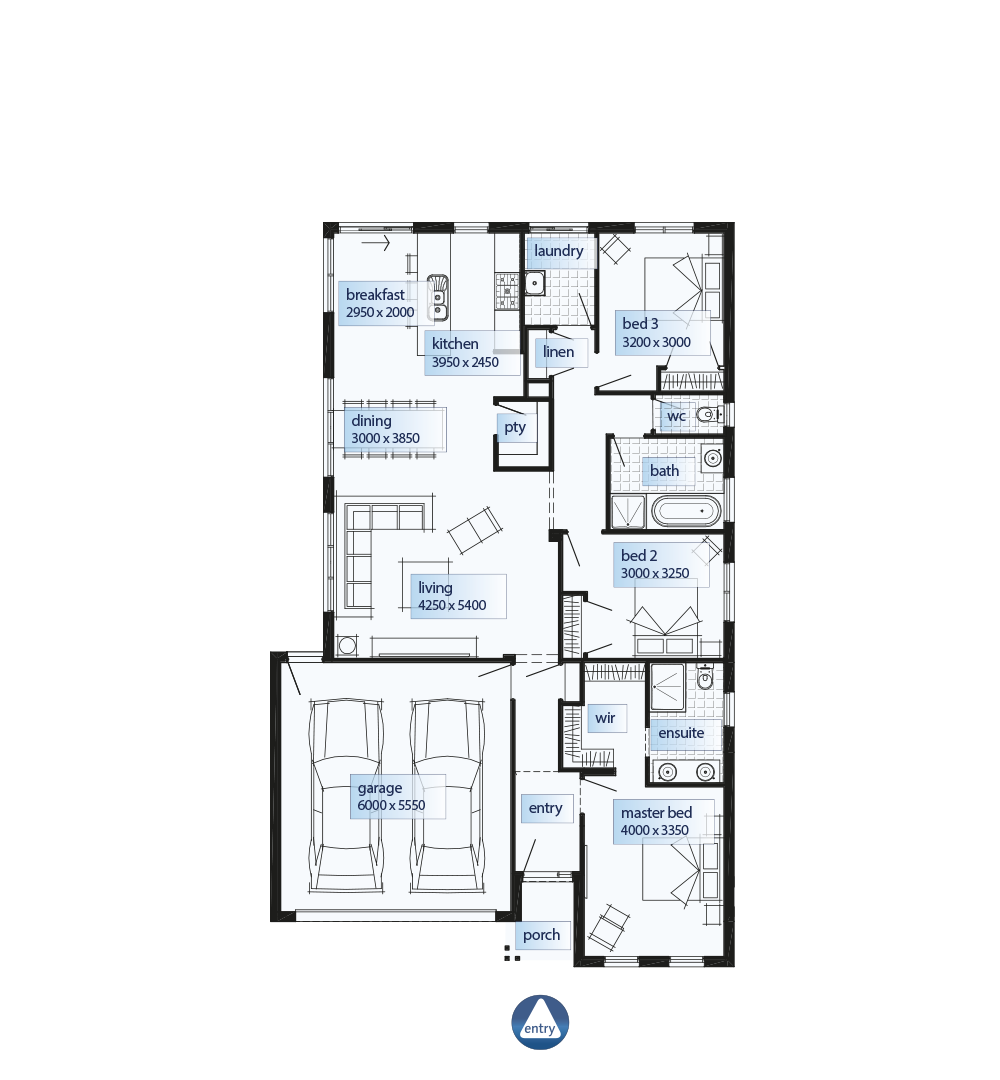 laundry
breakfast
2950 x 2000
bed 3
3200 x 3000
kitchen
3950 x 2450
linen
dining
3000 x 3850
pty
wc
bath
bed 2
3000 x 3250
living
4250 x 5400
wir
ensuite
garage
6000 x 5550
entry
master bed
4000 x 3350
porch
entry